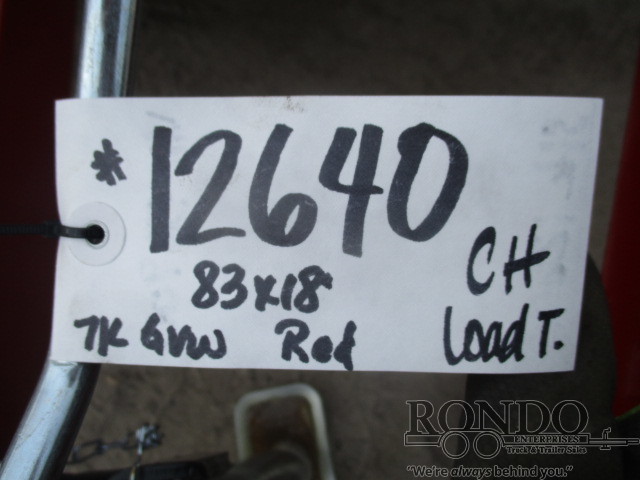 * 12640
83x18'
CH
7K GVW Red Load T.
RONDO
ENTERPRISES
Truck & Trailer Sales
"We're always behind you."